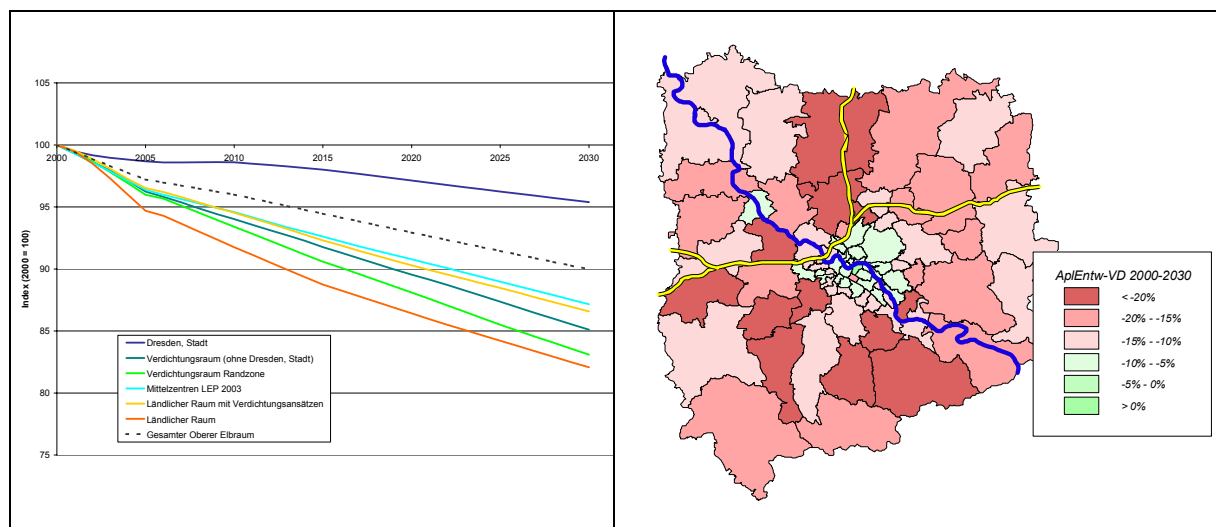 105
100
2000
2005
2010
2015
2020
2025
2030
95
90
85
80
75
Index (2000 = 100)
Dresden, Stadt
Verdichtungsraum (ohne Dresden, Stadt)
Verdichtungsraum Randzone
Mittelzentren LEP 2003
Ländlicher Raum mit Verdichtungsansätzen
Ländlicher Raum
Gesamter Oberer Elbraum
AplEntw-VD 2000-2030
< -20%
-20% - -15%
-15% - -10%
-10% - -5%
-5% - 0%
> 0%